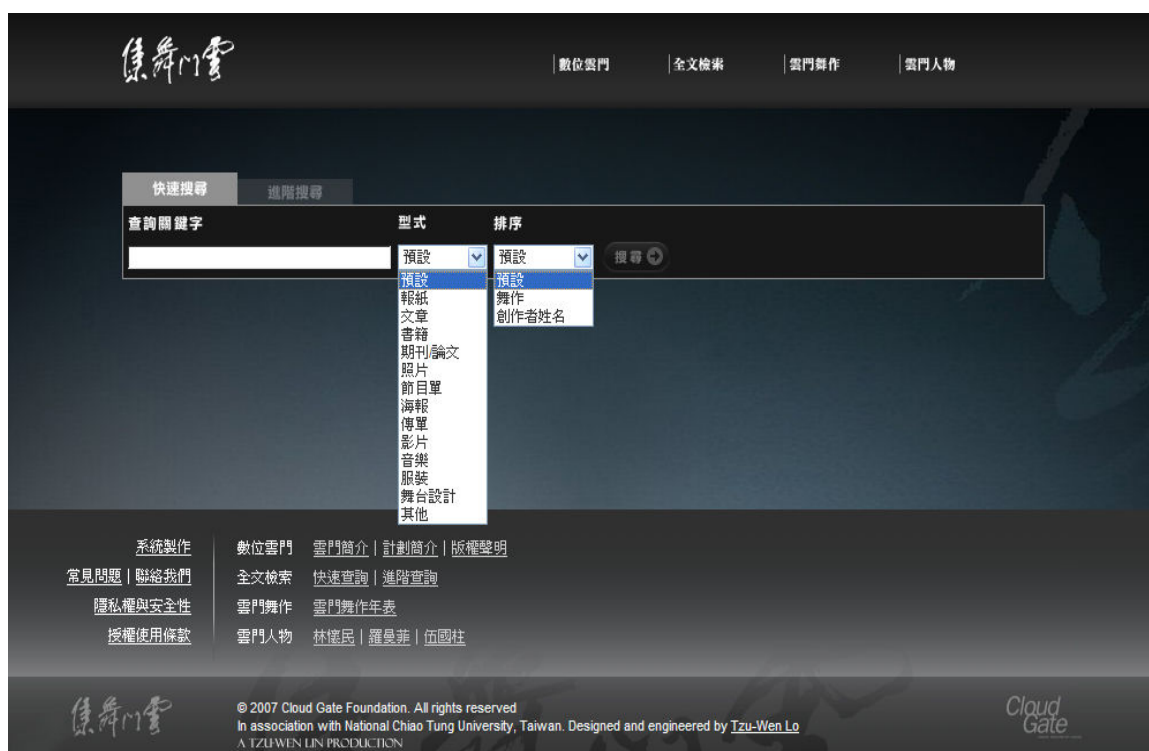 數位雲門 全文檢索 雲門舞作 雲門人物
快速搜尋 進階搜尋
查詢關鍵字 型式 排序
預設 預設 搜尋
預設 預設
報紙 舞作
文章 創作者姓名
書籍
期刊/論文
照片
節目單
海報
傳單
影片
音樂
服裝
舞台設計
其他
系統製作 數位雲門 雲門簡介 | 計劃簡介 | 版權聲明
常見問題 | 聯絡我們 全文檢索 快速查詢 | 進階查詢
隱私權與安全性 雲門舞作 雲門舞作年表
授權使用條款 雲門人物 林懷民 | 羅曼菲 | 伍國柱
© 2007 Cloud Gate Foundation. All rights reserved
In association with National Chiao Tung University, Taiwan. Designed and engineered by Tzu-Wen Lo
A TZU-WEN LIN PRODUCTION
Cloud
Gate